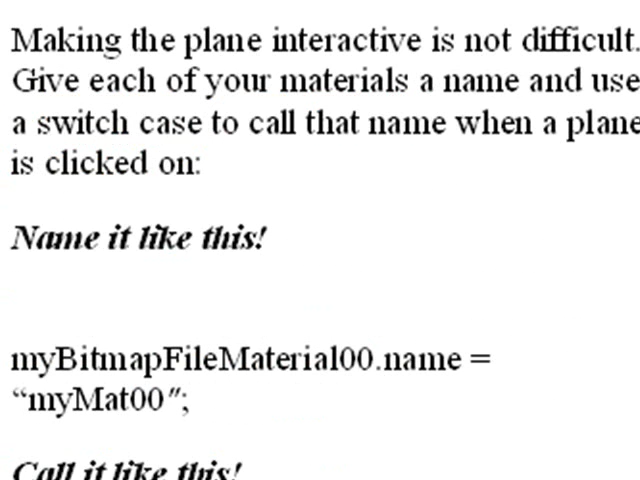 Making the plane interactive is not difficult.
Give each of your materials a name and use
a switch case to call that name when a plane
is clicked on:
Name it like this!
myBitmapFileMaterial00.name =
“myMat00″;
Call it like this!